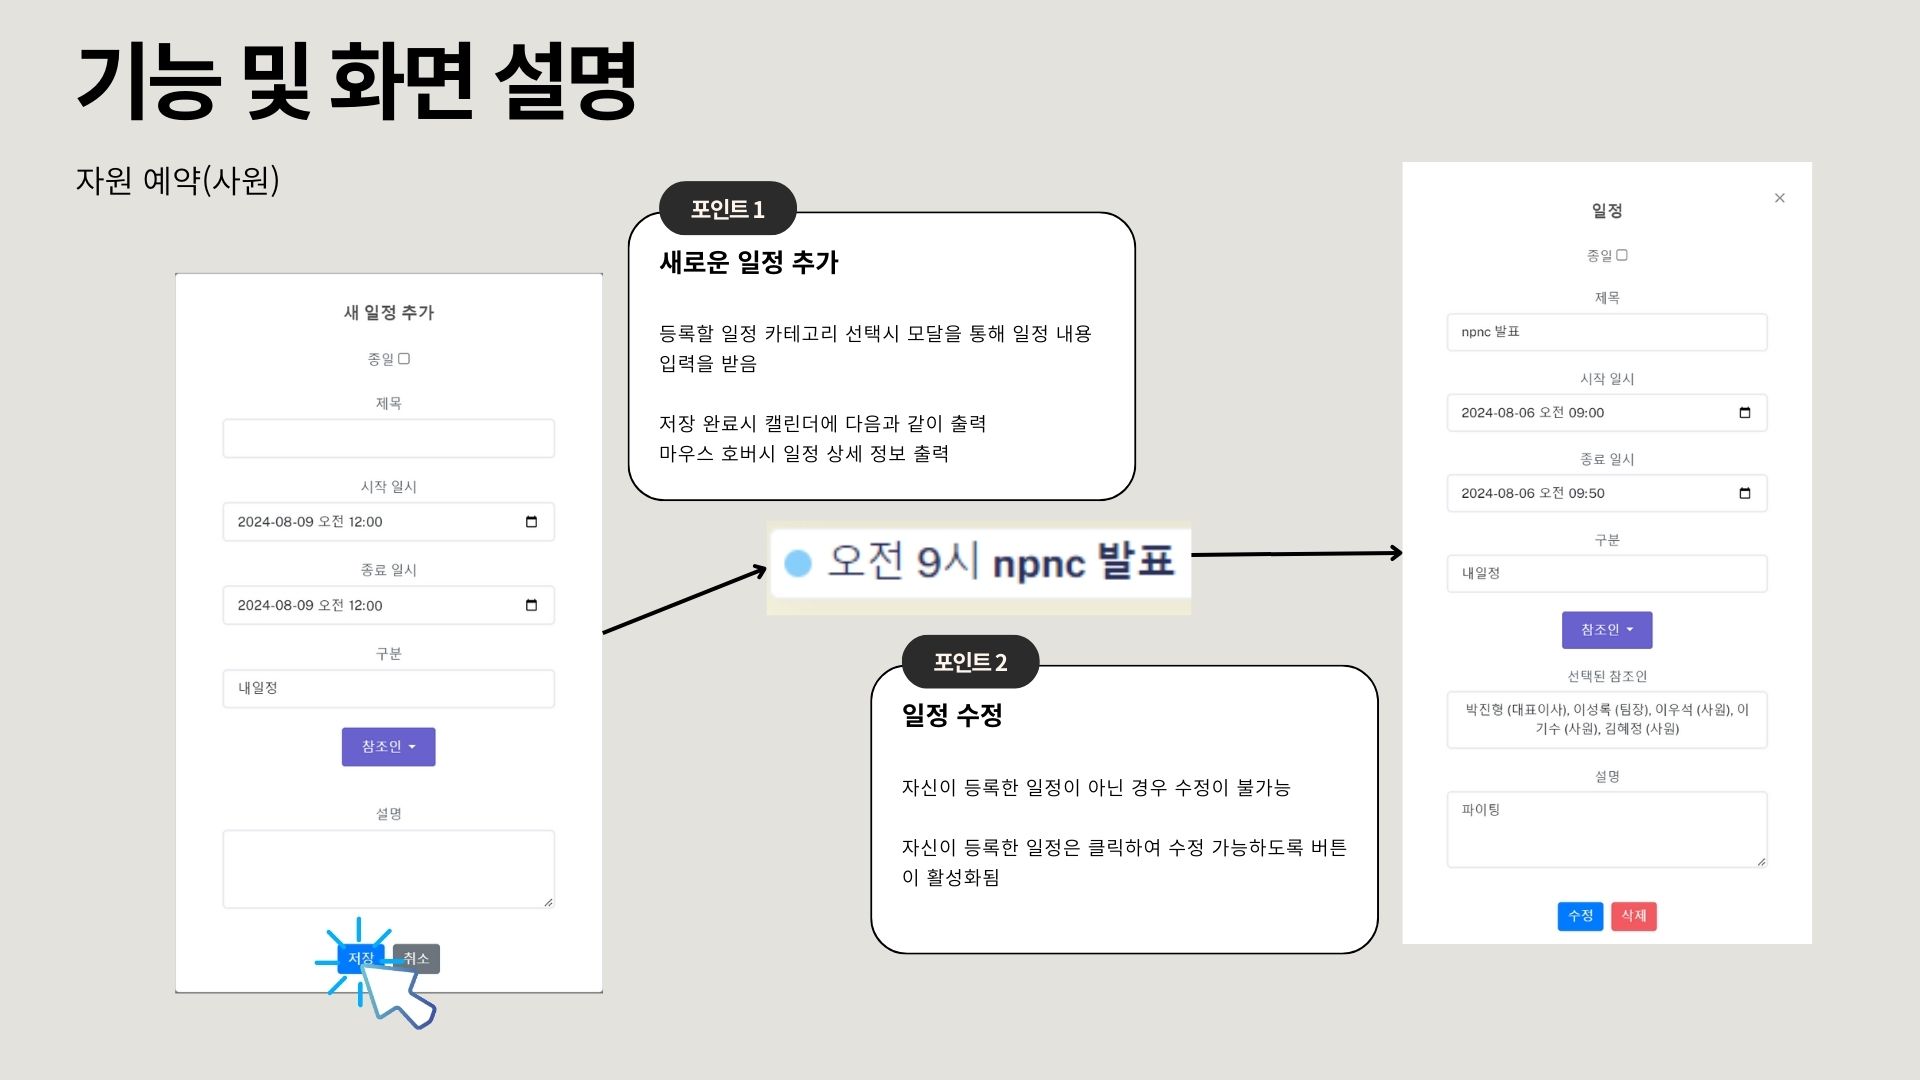 기능 및 화면 설명
자원 예약(사원)
새 일정 추가
종일
제목
시작 일시
2024-08-09 오전 12:00
종료 일시
2024-08-09 오전 12:00
구분
내일정
참조인
설명
저장 취소
포인트 1
새로운 일정 추가
등록할 일정 카테고리 선택시 모달을 통해 일정 내용
입력을 받음
저장 완료시 캘린더에 다음과 같이 출력
마우스 호버시 일정 상세 정보 출력
오전 9시 npnc 발표
포인트 2
일정 수정
자신이 등록한 일정이 아닌 경우 수정이 불가능
자신이 등록한 일정은 클릭하여 수정 가능하도록 버튼
이 활성화됨
일정
종일
제목
npnc 발표
시작 일시
2024-08-06 오전 09:00
종료 일시
2024-08-06 오전 09:50
구분
내일정
참조인
선택된 참조인
박진형 (대표이사), 이성록 (팀장), 이우석 (사원), 이
기수 (사원), 김혜정 (사원)
설명
파이팅
수정 삭제